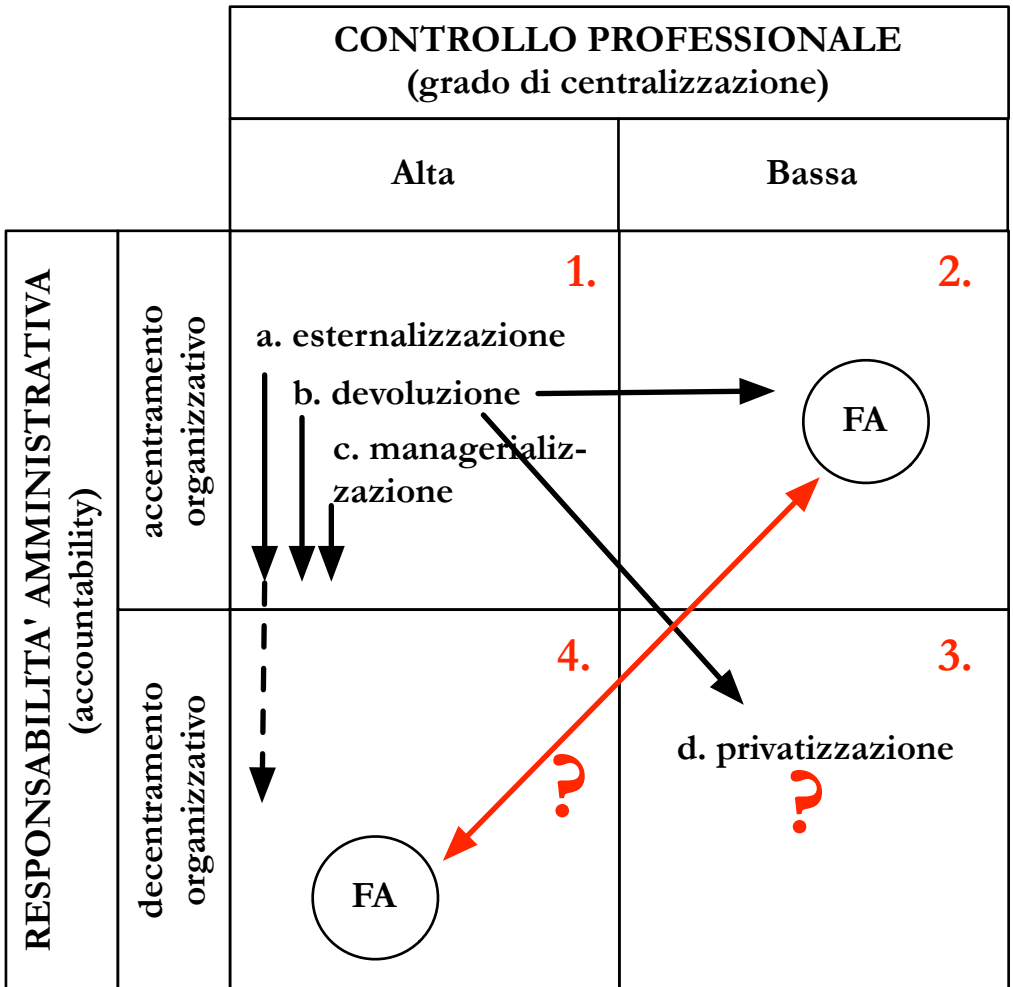 CONTROLLO PROFESSIONALE
(grado di centralizzazione)
Alta
Bassa
RESPONSABILITA' AMMINISTRATIVA
(accountability)
accentramento
organizzativo
1.
a. esternalizzazione
b. devoluzione
c. managerializ-
zazione
2.
FA
decentramento
organizzativo
4.
?
FA
3.
d. privatizzazione
?